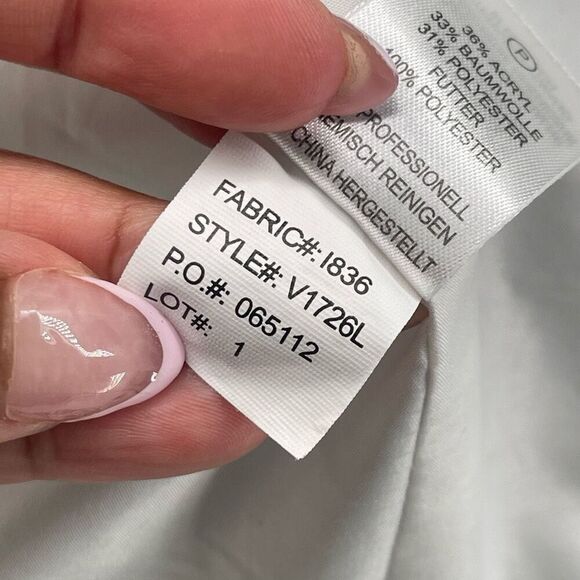 P
36% ACRYL
33% BAUMWOLLE
31% POLYESTER
FUTTER
100% POLYESTER
PROFESSIONELL
REINIGEN
CHINA HERGESTELLT
FABRIC#: I836
STYLE#: V1726L
P.O.#: 065112
LOT#: 1